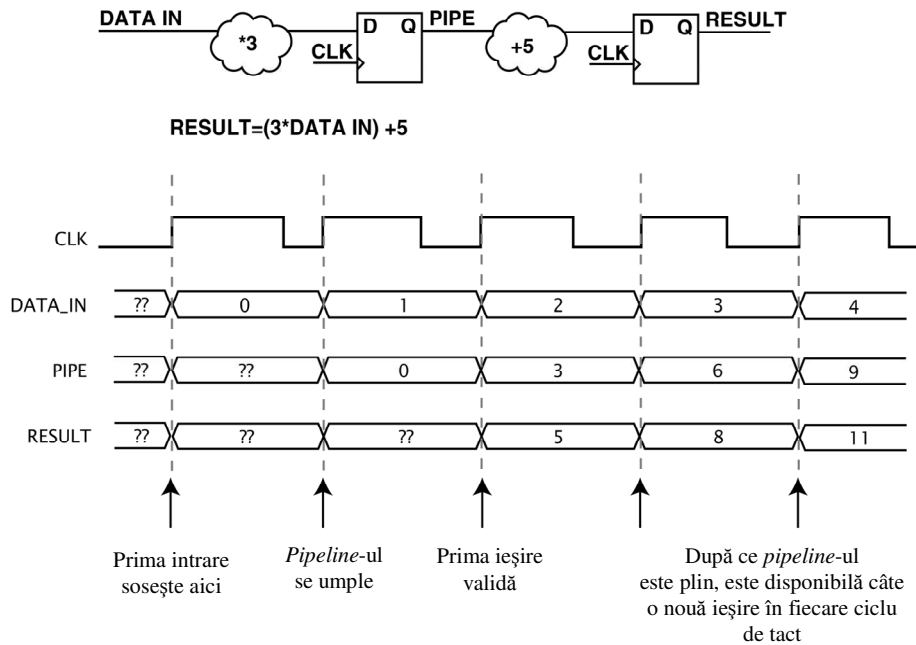 DATA IN
*3
D Q
CLK
PIPE
+5
D Q
CLK
RESULT
RESULT=(3*DATA IN) +5
CLK
DATA_IN ?? 0 1 2 3 4
PIPE ?? ?? 0 3 6 9
RESULT ?? ?? ?? 5 8 11
Prima intrare
sosește aici
Pipeline-ul
se umple
Prima ieșire
validă
După ce pipeline-ul
este plin, este disponibilă câte
o nouă ieșire în fiecare ciclu
de tact